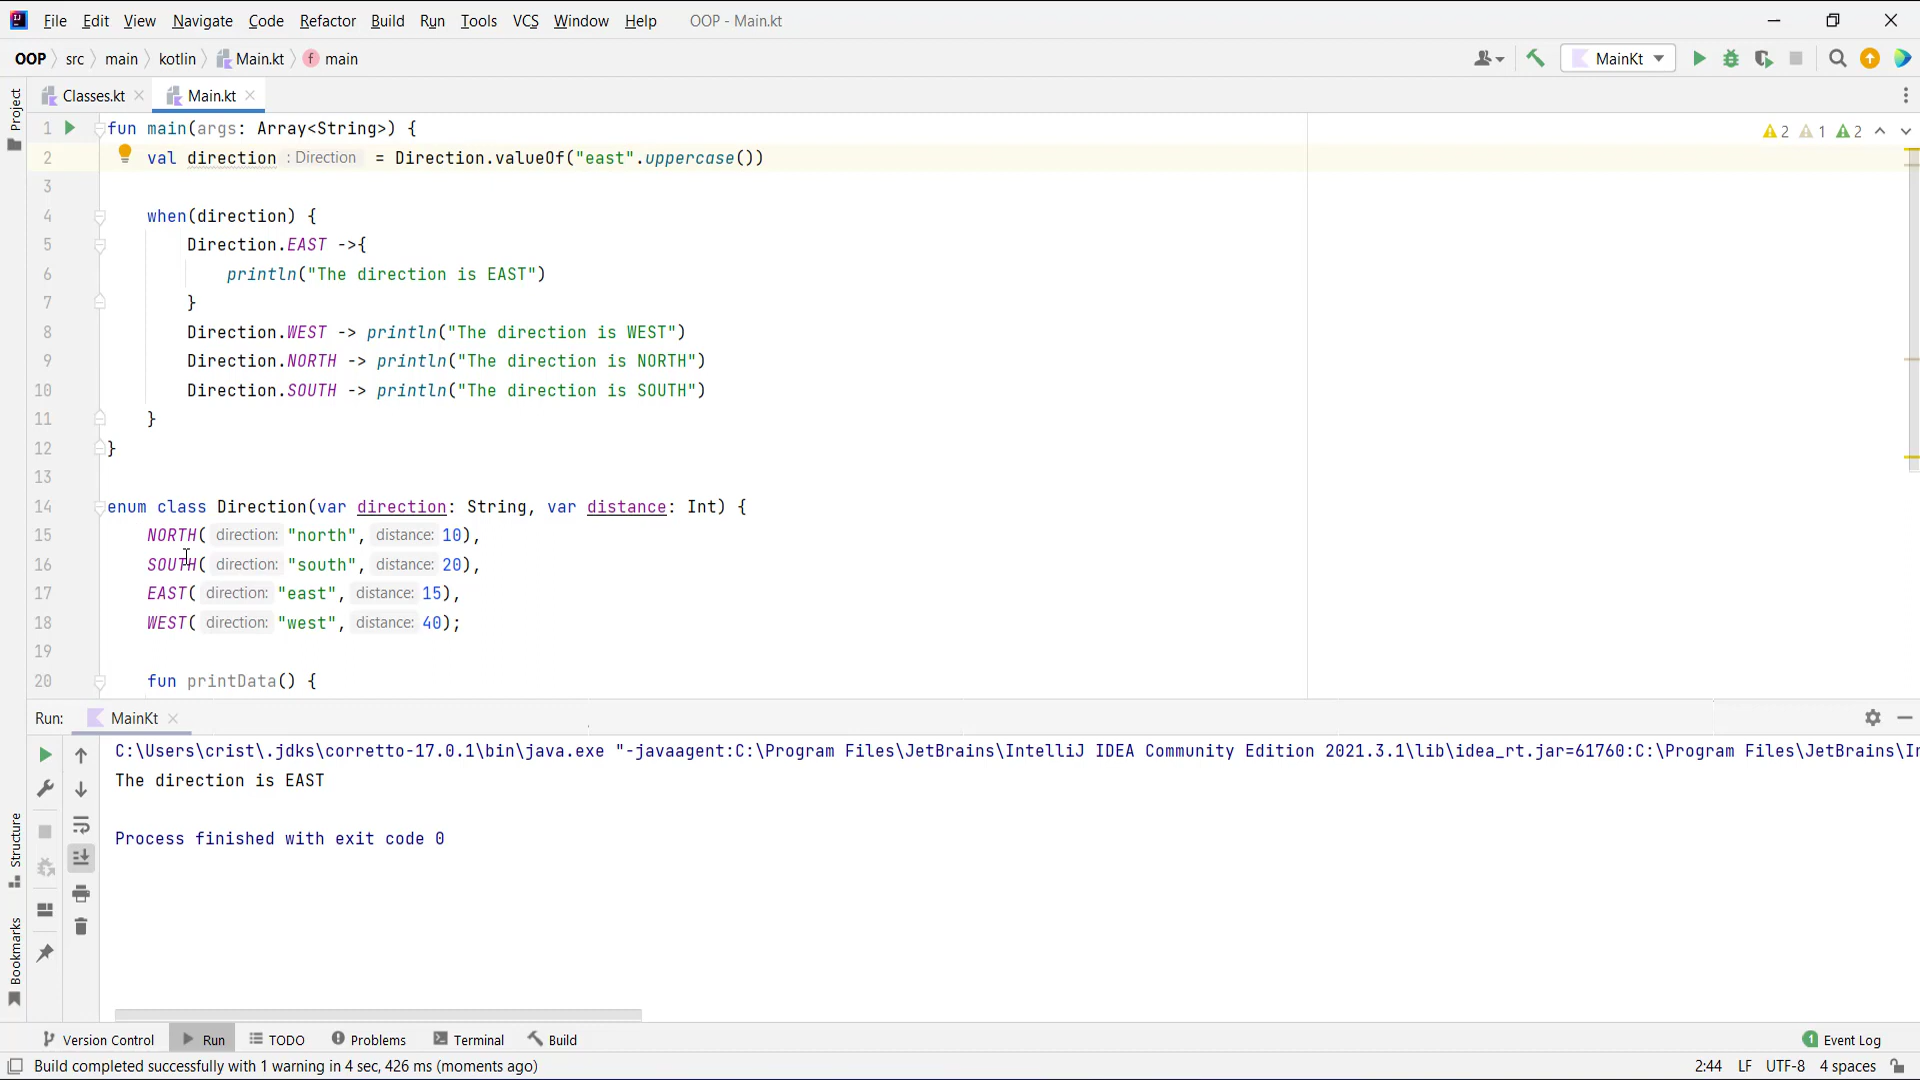 File Edit View Navigate Code Refactor Build Run Tools VCS Window Help OOP - Main.kt
OOP src main kotlin Main.kt main MainKt
Project Classes.kt Main.kt
1 fun main(args: Array<String>) { 2 1 2
2 val direction : Direction = Direction.valueOf("east".uppercase())
3
4 when(direction) {
5 Direction.EAST ->{
6 println("The direction is EAST")
7 }
8 Direction.WEST -> println("The direction is WEST")
9 Direction.NORTH -> println("The direction is NORTH")
10 Direction.SOUTH -> println("The direction is SOUTH")
11 }
12 }
13
14 enum class Direction(var direction: String, var distance: Int) {
15 NORTH( direction: "north", distance: 10),
16 SOUTH( direction: "south", distance: 20),
17 EAST( direction: "east", distance: 15),
18 WEST( direction: "west", distance: 40);
19
20 fun printData() {
Run: MainKt
C:\Users\crist\.jdks\corretto-17.0.1\bin\java.exe "-javaagent:C:\Program Files\JetBrains\IntelliJ IDEA Community Edition 2021.3.1\lib\idea_rt.jar=61760:C:\Program Files\JetBrains\In
The direction is EAST
Process finished with exit code 0
Structure
Bookmarks
Version Control Run TODO Problems Terminal Build 1 Event Log
Build completed successfully with 1 warning in 4 sec, 426 ms (moments ago) 2:44 LF UTF-8 4 spaces